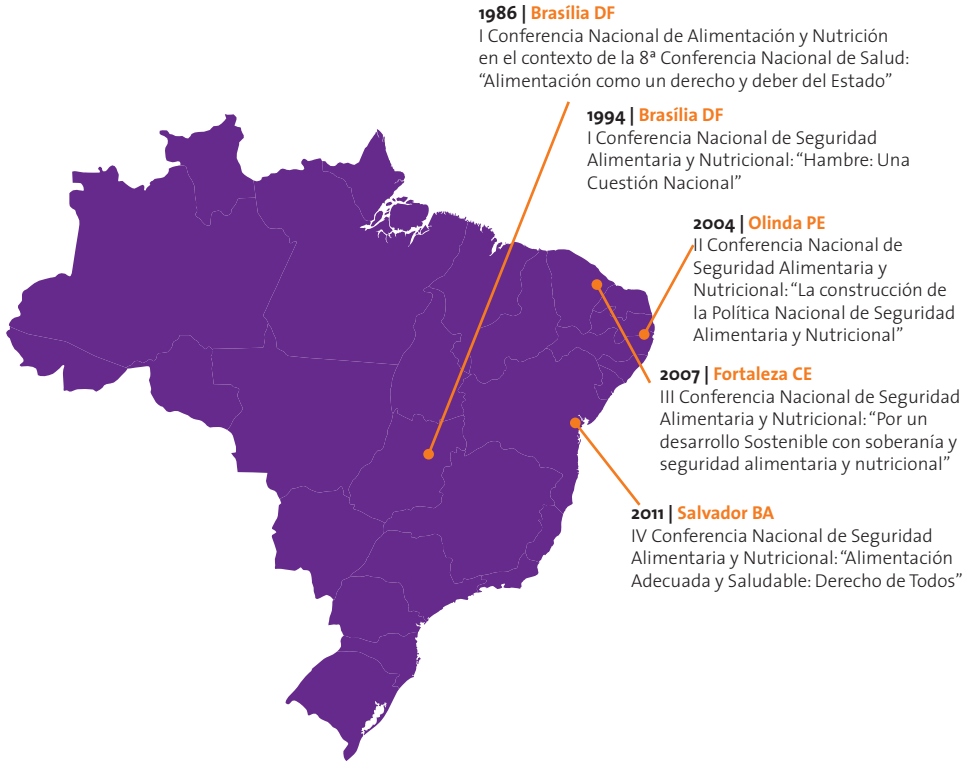 1986 | Brasília DF
I Conferencia Nacional de Alimentación y Nutrición
en el contexto de la 8ª Conferencia Nacional de Salud:
“Alimentación como un derecho y deber del Estado”
1994 | Brasília DF
I Conferencia Nacional de Seguridad
Alimentaria y Nutricional: “Hambre: Una
Cuestión Nacional”
2004 | Olinda PE
II Conferencia Nacional de
Seguridad Alimentaria y
Nutricional: “La construcción de
la Política Nacional de Seguridad
Alimentaria y Nutricional”
2007 | Fortaleza CE
III Conferencia Nacional de Seguridad
Alimentaria y Nutricional: “Por un
desarrollo Sostenible con soberanía y
seguridad alimentaria y nutricional”
2011 | Salvador BA
IV Conferencia Nacional de Seguridad
Alimentaria y Nutricional: “Alimentación
Adecuada y Saludable: Derecho de Todos”